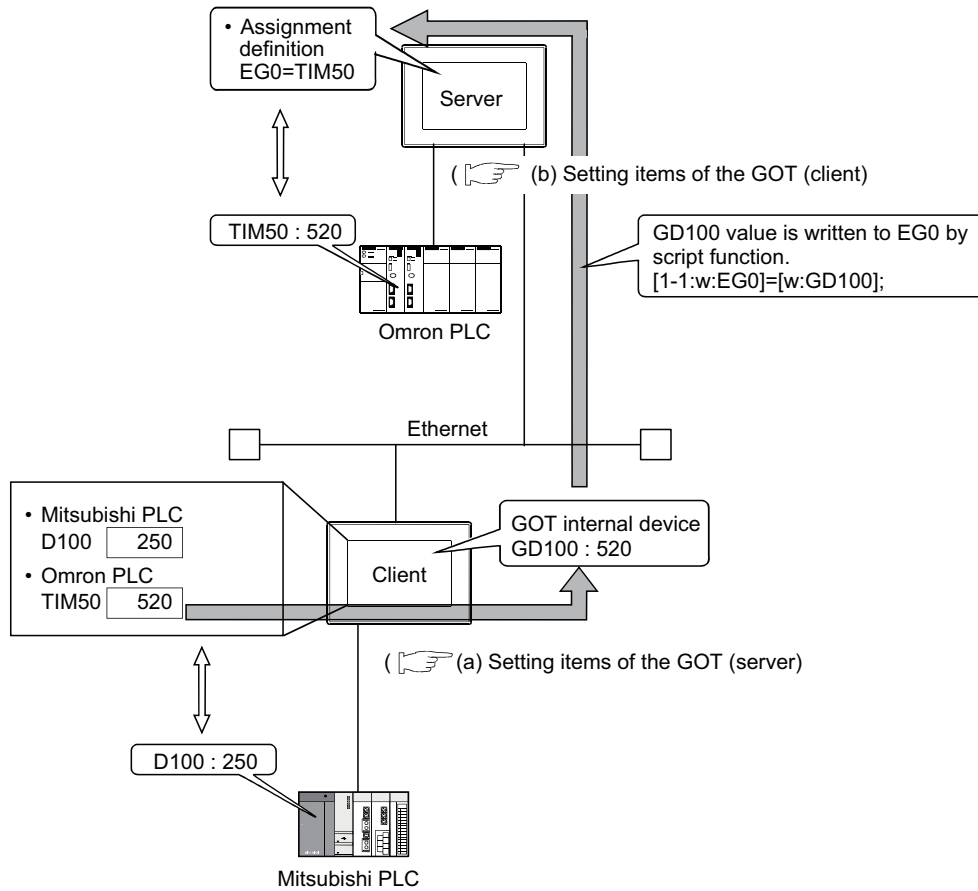 • Assignment
definition
EG0=TIM50
Server
( (b) Setting items of the GOT (client)
TIM50 : 520
GD100 value is written to EG0 by
script function.
[1-1:w:EG0]=[w:GD100];
Omron PLC
Ethernet
• Mitsubishi PLC
D100 250
• Omron PLC
TIM50 520
GOT internal device
GD100 : 520
Client
( (a) Setting items of the GOT (server)
D100 : 250
Mitsubishi PLC